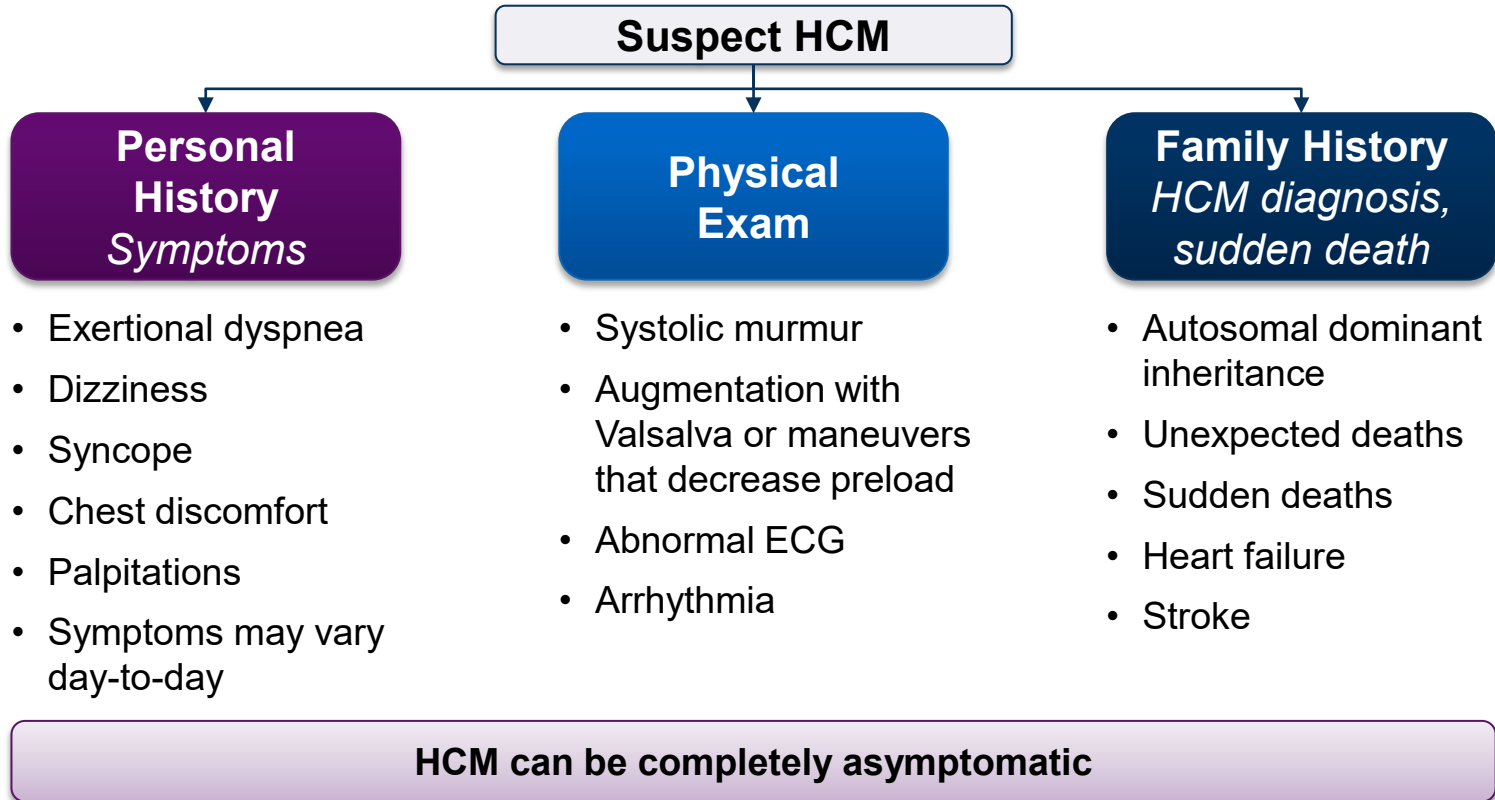 Suspect HCM
Personal
History
Symptoms
• Exertional dyspnea
• Dizziness
• Syncope
• Chest discomfort
• Palpitations
• Symptoms may vary
day-to-day
Physical
Exam
• Systolic murmur
• Augmentation with
Valsalva or maneuvers
that decrease preload
• Abnormal ECG
• Arrhythmia
Family History
HCM diagnosis,
sudden death
• Autosomal dominant
inheritance
• Unexpected deaths
• Sudden deaths
• Heart failure
• Stroke
HCM can be completely asymptomatic